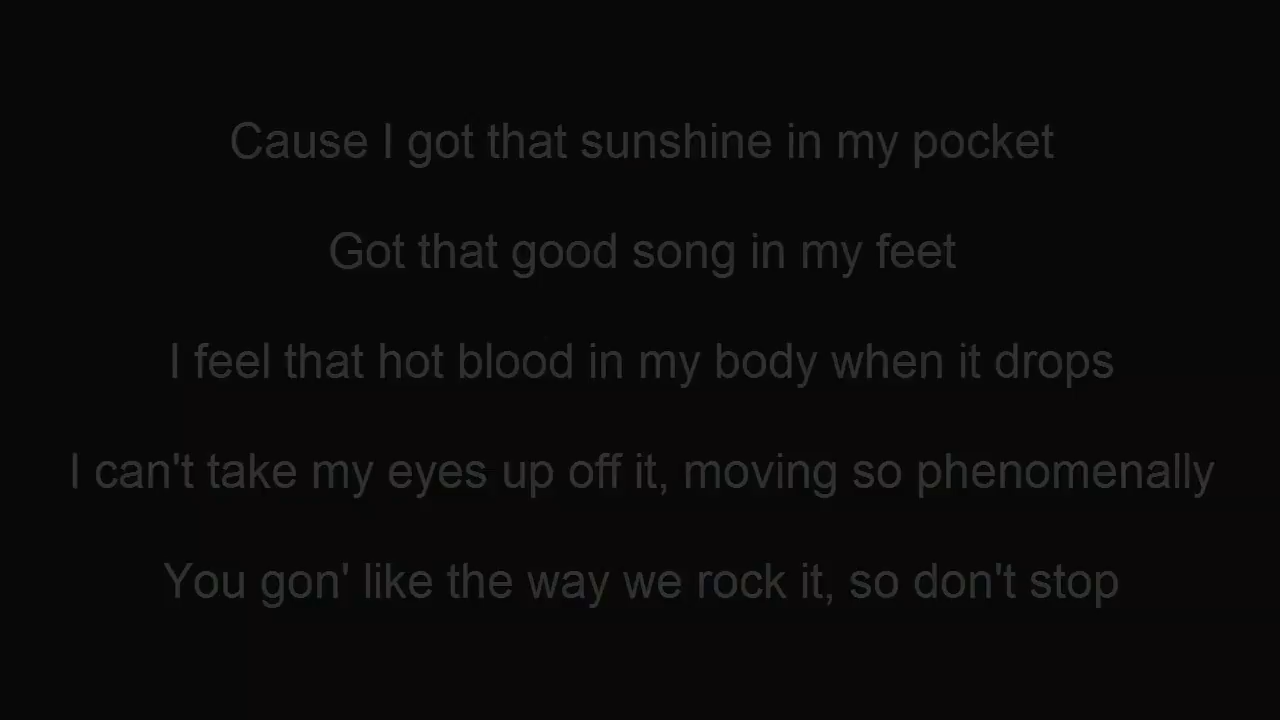 Cause I got that sunshine in my pocket
Got that good song in my feet
I feel that hot blood in my body when it drops
I can't take my eyes up off it, moving so phenomenally
You gon' like the way we rock it, so don't stop